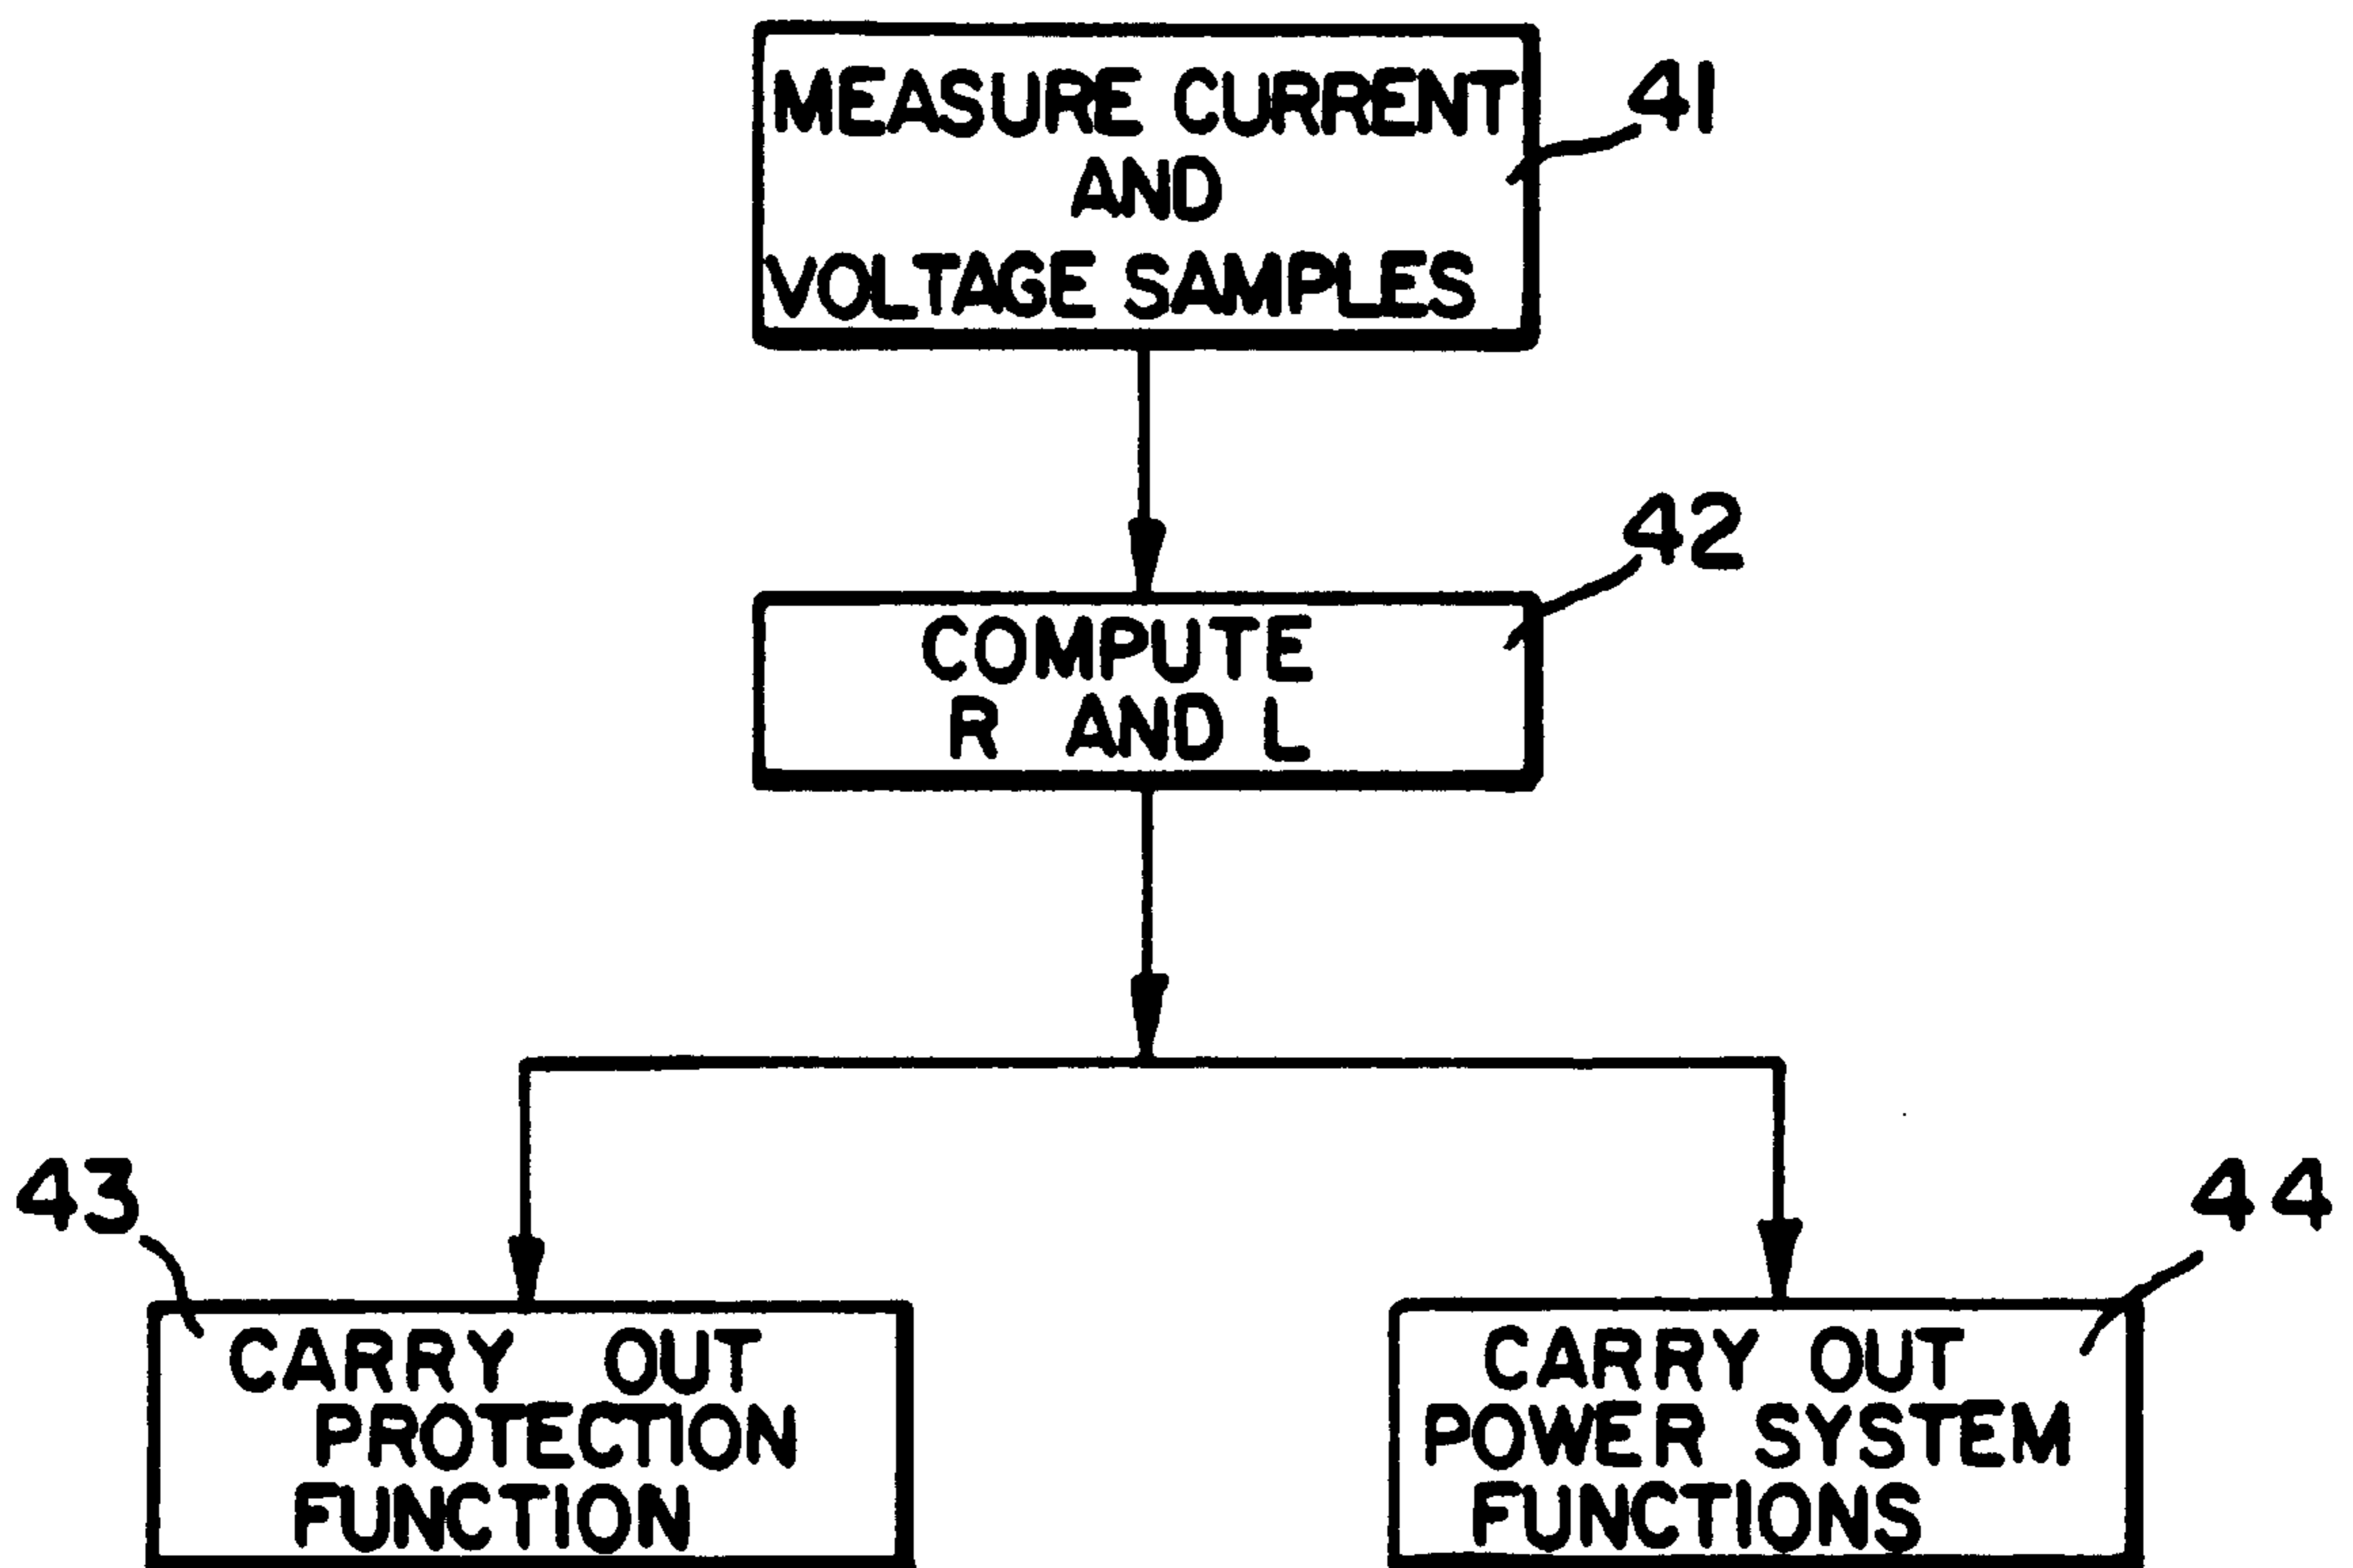 MEASURE CURRENT
AND
VOLTAGE SAMPLES
41
42
COMPUTE
R AND L
43
44
CARRY OUT
PROTECTION
FUNCTION
CARRY OUT
POWER SYSTEM
FUNCTIONS